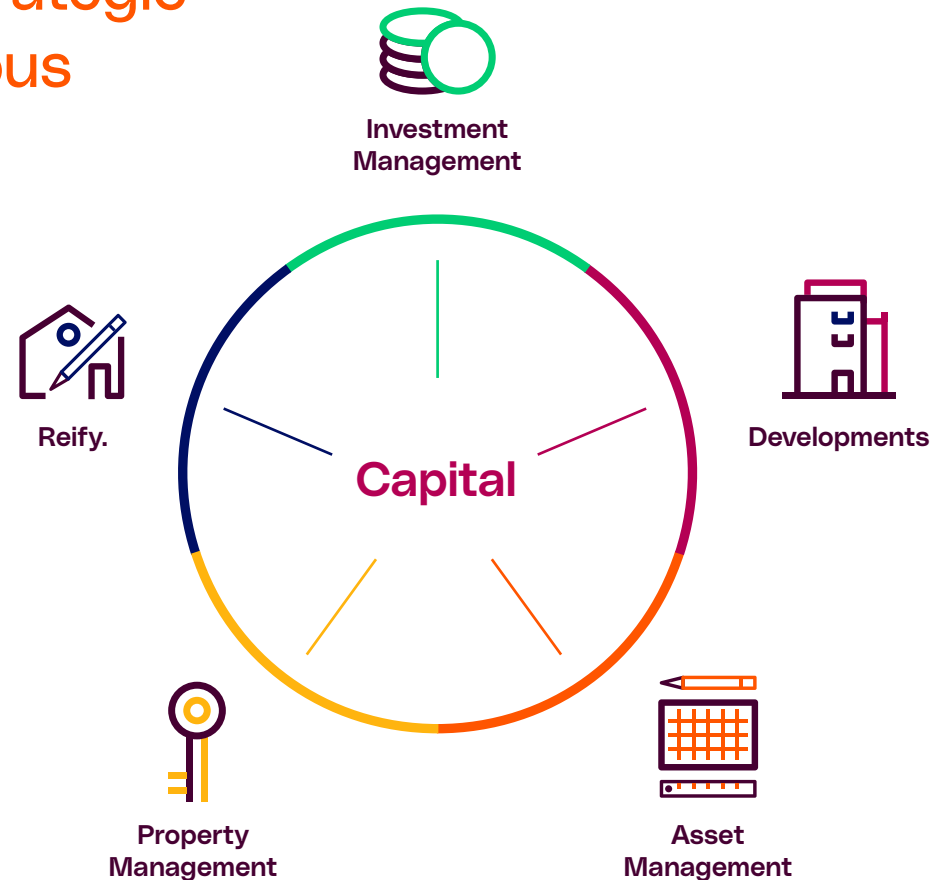 Investment
Management
Reify.
Developments
Capital
Property
Management
Asset
Management